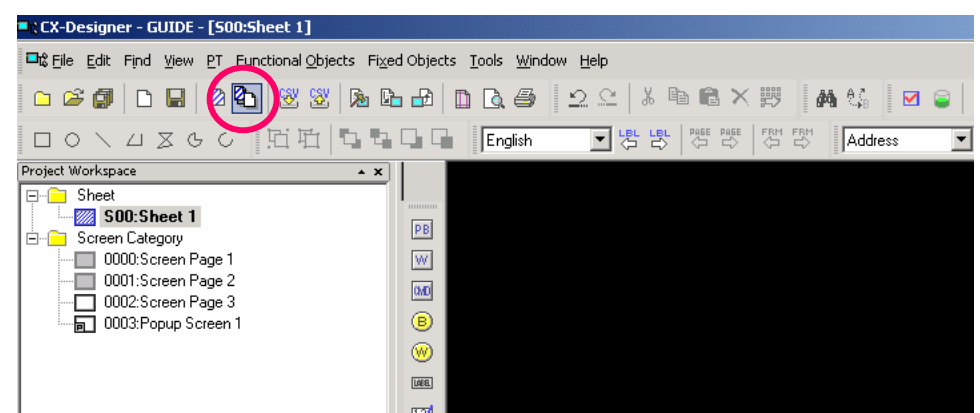 CX-Designer - GUIDE - [S00:Sheet 1]
File Edit Find View PT Functional Objects Fixed Objects Tools Window Help
CSV CSV
English LBL LBL PAGE PAGE FRM FRM Address
Project Workspace
Sheet
S00:Sheet 1
PB
Screen Category
0000:Screen Page 1
W
0001:Screen Page 2
CMD
0002:Screen Page 3
0003:Popup Screen 1
B
W
LABEL